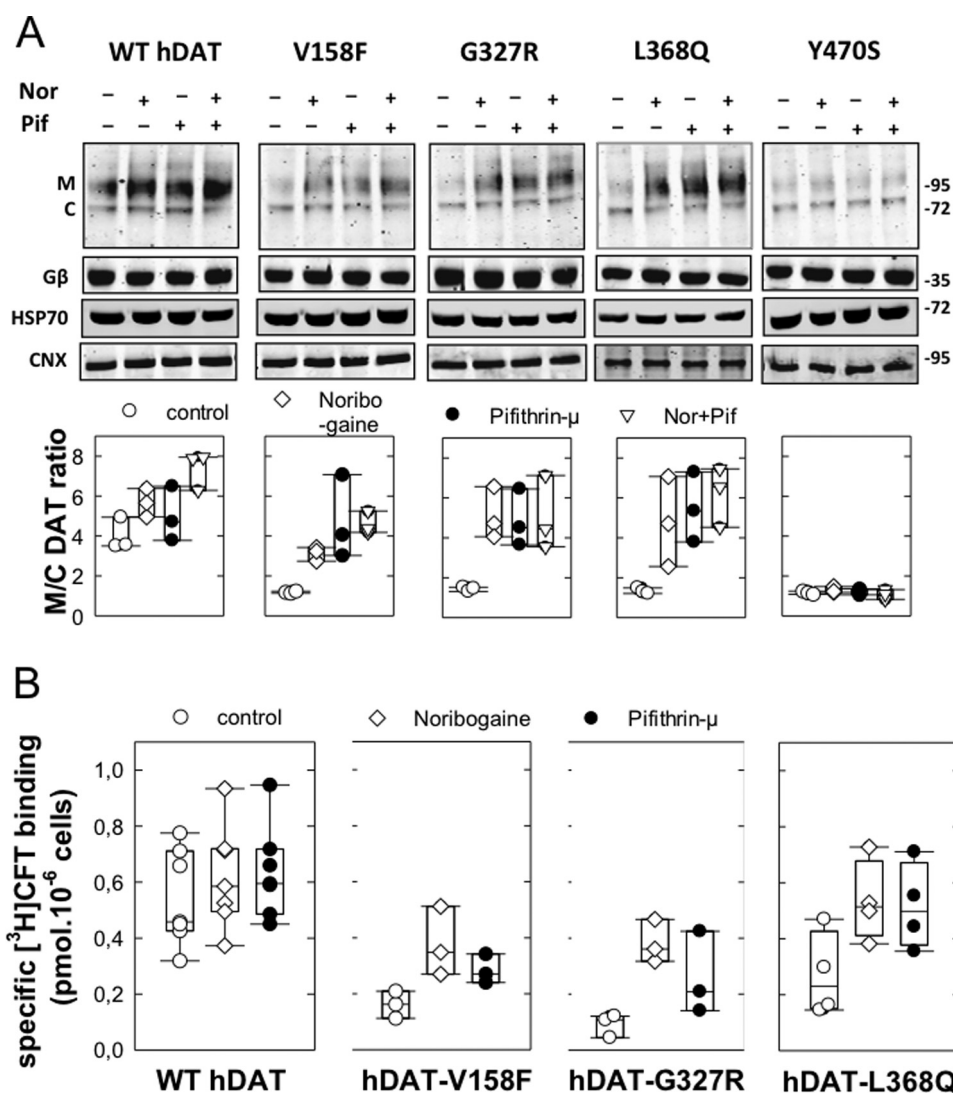 A
WT hDAT V158F G327R L368Q Y470S
Nor − + − + − + − + − + − + − + − + − + − +
Pif − − + + − − + + − − + + − − + + − − + +
M -95
C -72
Gβ -35
HSP70 -72
CNX -95
control Noribo Pifithrin-μ Nor+Pif
-gaine
M/C DAT ratio
8
6
4
2
0
B
control Noribogaine Pifithrin-μ
specific [³H]CFT binding
(pmol.10⁻⁶ cells)
1,0
0,8
0,6
0,4
0,2
0,0
WT hDAT hDAT-V158F hDAT-G327R hDAT-L368Q